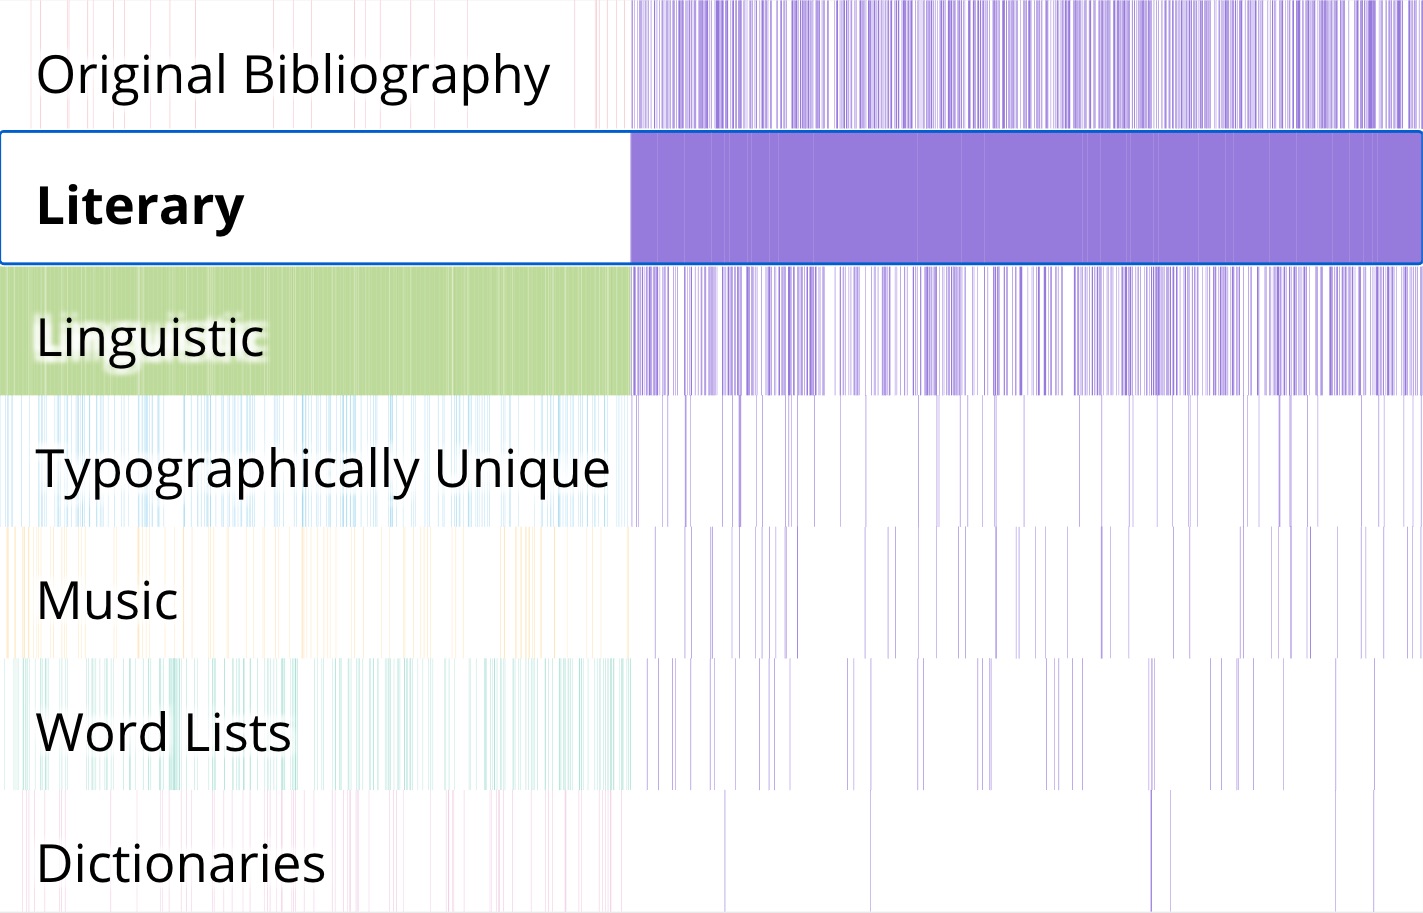 Original Bibliography
Literary
Linguistic
Typographically Unique
Music
Word Lists
Dictionaries